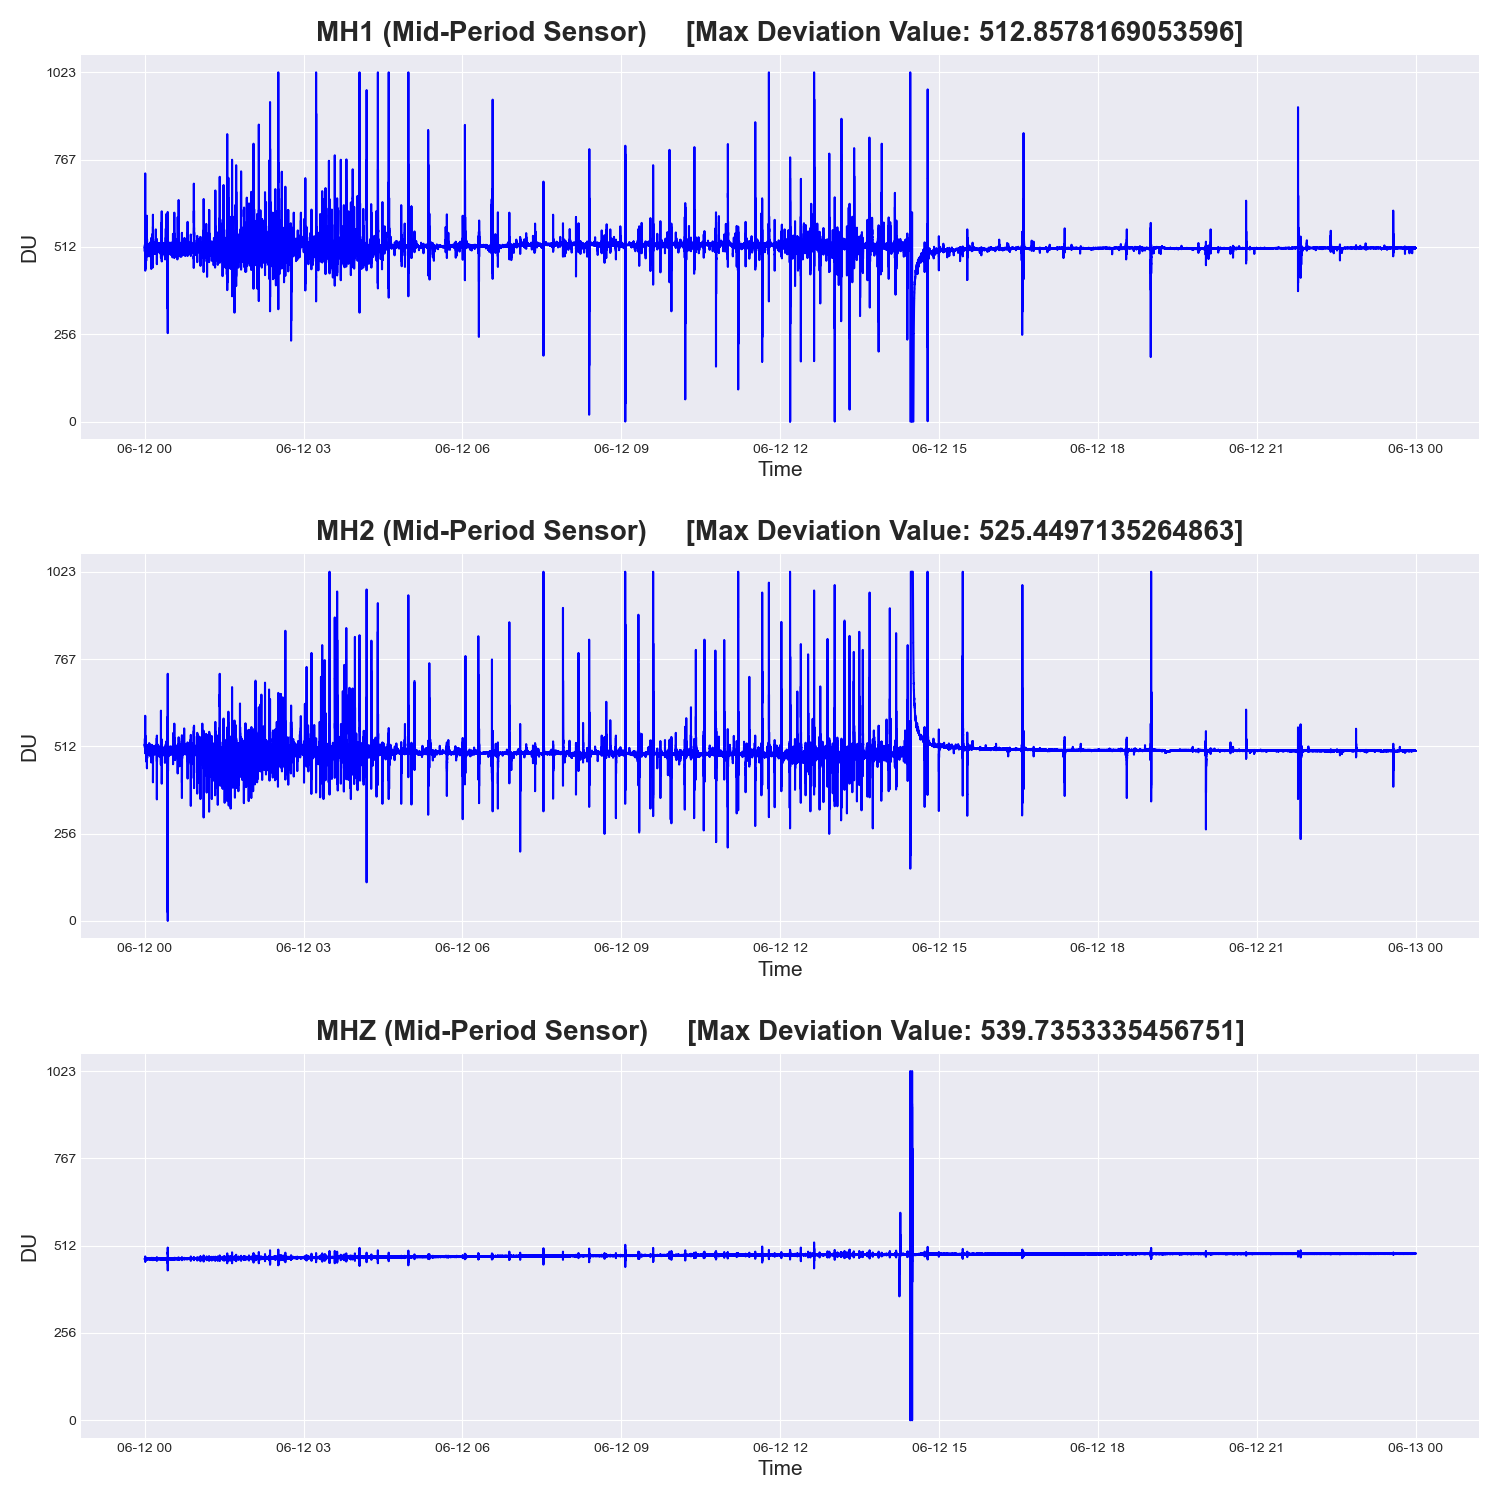 MH1 (Mid-Period Sensor) [Max Deviation Value: 512.8578169053596]
1023
767
512
256
0
DU
06-12 00 06-12 03 06-12 06 06-12 09 06-12 12 06-12 15 06-12 18 06-12 21 06-13 00
Time
MH2 (Mid-Period Sensor) [Max Deviation Value: 525.4497135264863]
1023
767
512
256
0
DU
06-12 00 06-12 03 06-12 06 06-12 09 06-12 12 06-12 15 06-12 18 06-12 21 06-13 00
Time
MHZ (Mid-Period Sensor) [Max Deviation Value: 539.7353335456751]
1023
767
512
256
0
DU
06-12 00 06-12 03 06-12 06 06-12 09 06-12 12 06-12 15 06-12 18 06-12 21 06-13 00
Time